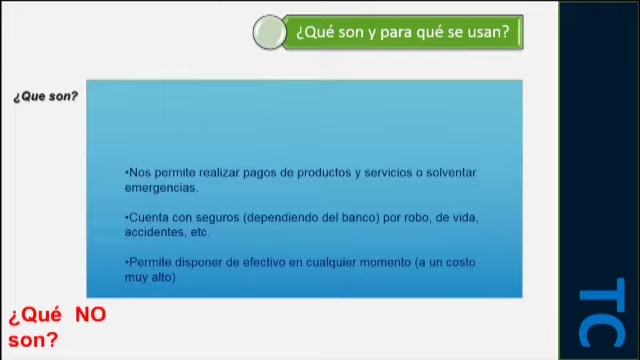 ¿Qué son y para qué se usan?
¿Que son?
•Nos permite realizar pagos de productos y servicios o solventar
emergencias.
•Cuenta con seguros (dependiendo del banco) por robo, de vida,
accidentes, etc.
•Permite disponer de efectivo en cualquier momento (a un costo
muy alto)
¿Qué NO
son?
TC